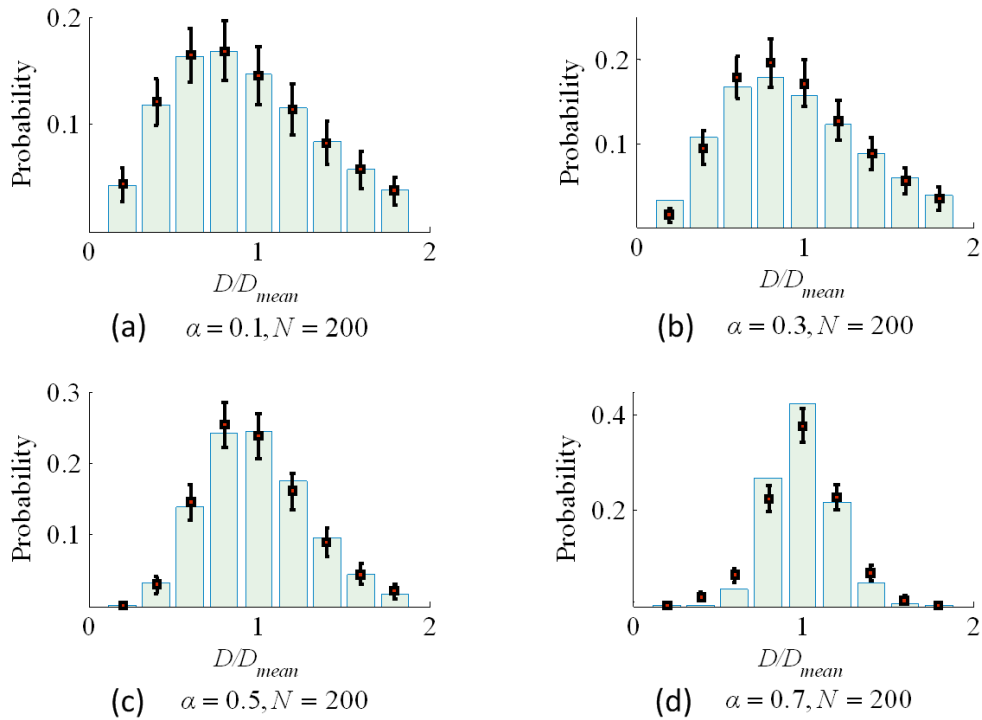 0.2
0.1
Probability
0 1 2
D/D_mean
(a) α = 0.1, N = 200
0.2
0.1
Probability
0 1 2
D/D_mean
(b) α = 0.3, N = 200
0.3
0.2
0.1
Probability
0 1 2
D/D_mean
(c) α = 0.5, N = 200
0.4
0.2
Probability
0 1 2
D/D_mean
(d) α = 0.7, N = 200